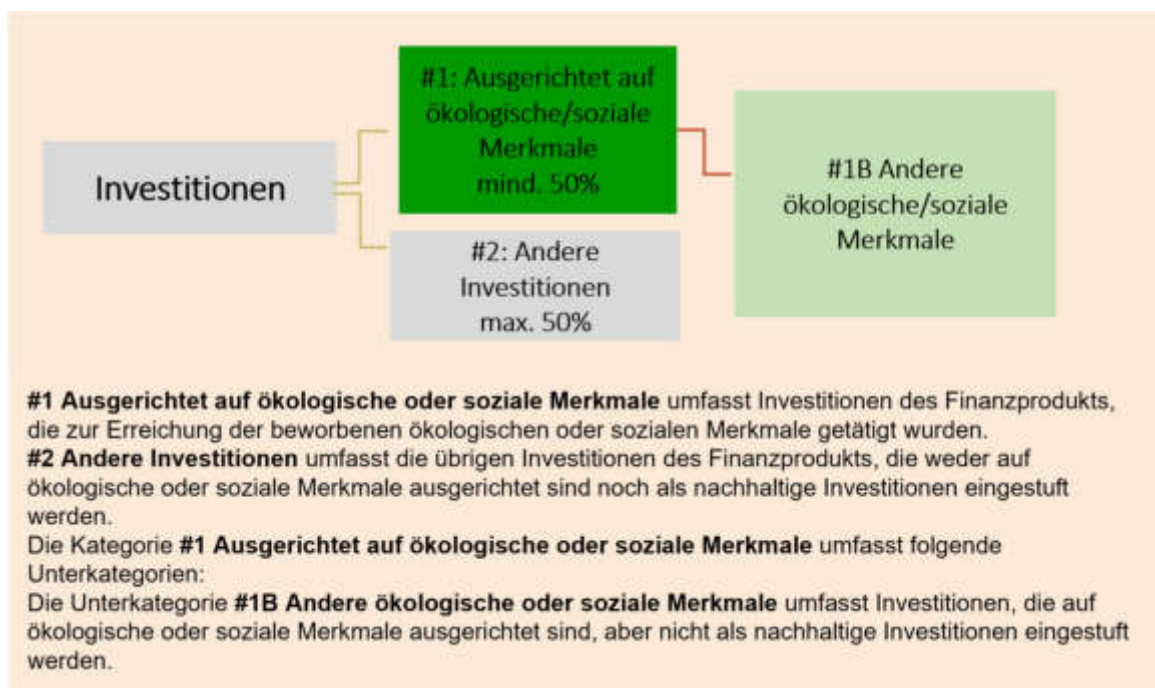 Investitionen
#1: Ausgerichtet auf
ökologische/soziale
Merkmale
mind. 50%
#2: Andere
Investitionen
max. 50%
#1B Andere
ökologische/soziale
Merkmale
#1 Ausgerichtet auf ökologische oder soziale Merkmale umfasst Investitionen des Finanzprodukts,
die zur Erreichung der beworbenen ökologischen oder sozialen Merkmale getätigt wurden.
#2 Andere Investitionen umfasst die übrigen Investitionen des Finanzprodukts, die weder auf
ökologische oder soziale Merkmale ausgerichtet sind noch als nachhaltige Investitionen eingestuft
werden.
Die Kategorie #1 Ausgerichtet auf ökologische oder soziale Merkmale umfasst folgende
Unterkategorien:
Die Unterkategorie #1B Andere ökologische oder soziale Merkmale umfasst Investitionen, die auf
ökologische oder soziale Merkmale ausgerichtet sind, aber nicht als nachhaltige Investitionen eingestuft
werden.